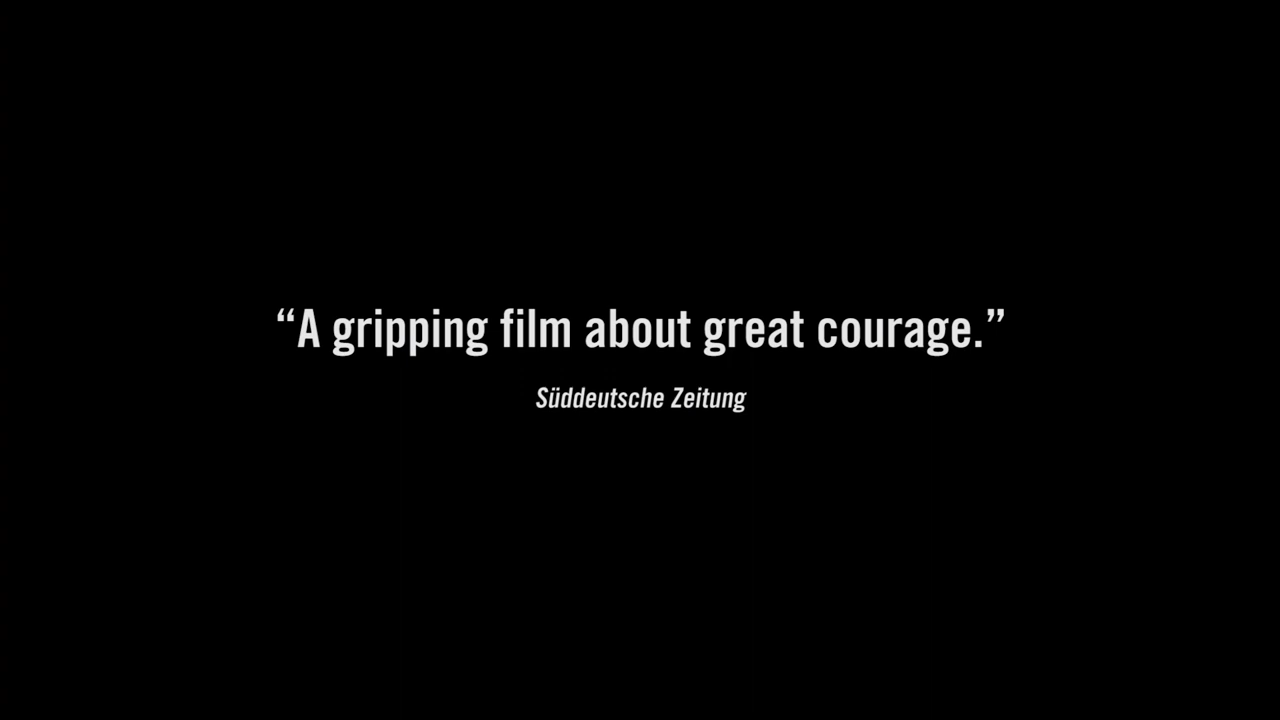 “A gripping film about great courage.”
Süddeutsche Zeitung